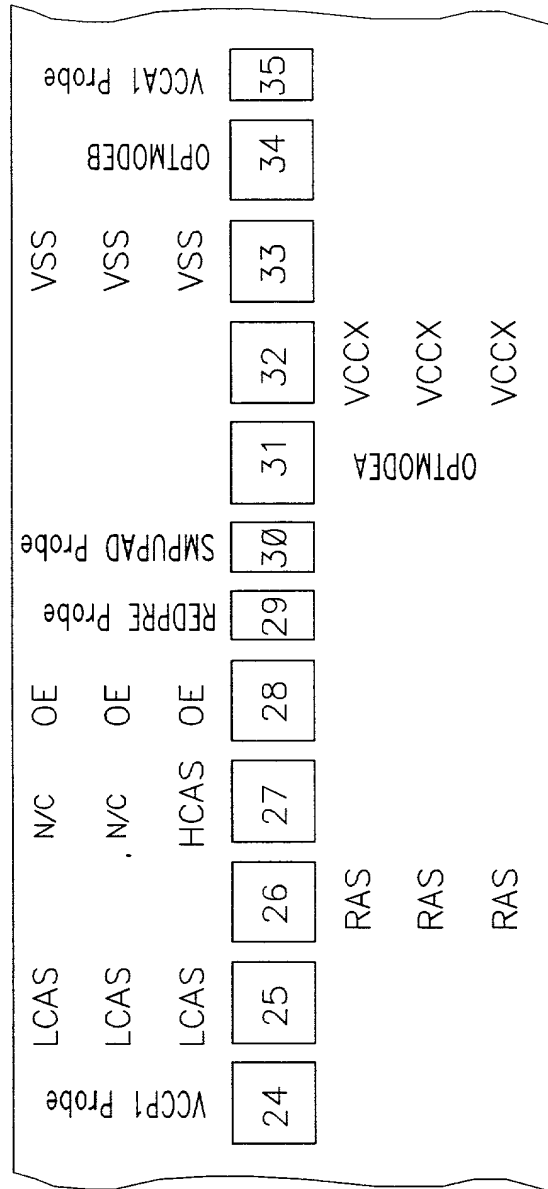 LCAS N/C OE VSS
LCAS N/C OE VSS
LCAS HCAS OE VSS
VCCP1 Probe
REDPRE Probe
SMPUPAD Probe
OPTMODEB
VCCA1 Probe
24 25 26 27 28 29 30 31 32 33 34 35
RAS VCCX
RAS VCCX
RAS VCCX
OPTMODEA